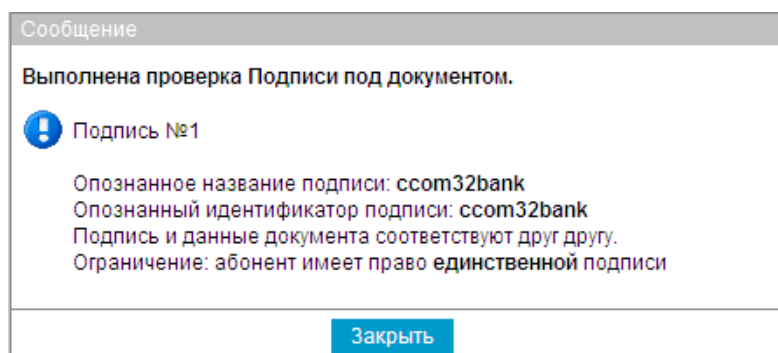 Сообщение
Выполнена проверка Подписи под документом.
Подпись №1
Опознанное название подписи: ccom32bank
Опознанный идентификатор подписи: ccom32bank
Подпись и данные документа соответствуют друг другу.
Ограничение: абонент имеет право единственной подписи
Закрыть